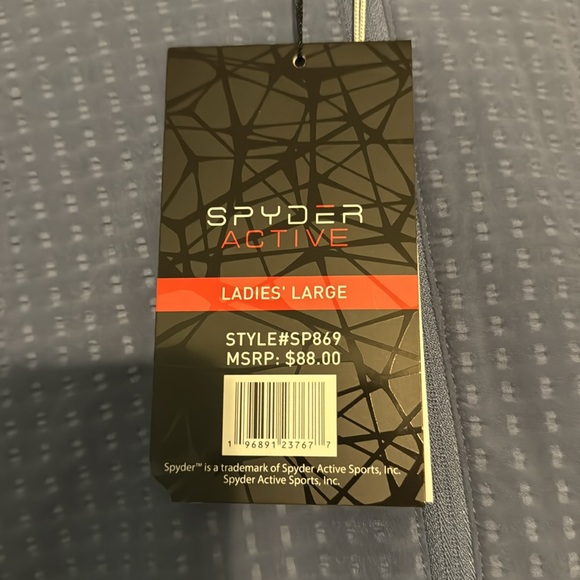 SPYDER
ACTIVE
LADIES' LARGE
STYLE#SP869
MSRP: $88.00
1 96891 23767 7
Spyder™ is a trademark of Spyder Active Sports, Inc.
Spyder Active Sports, Inc.